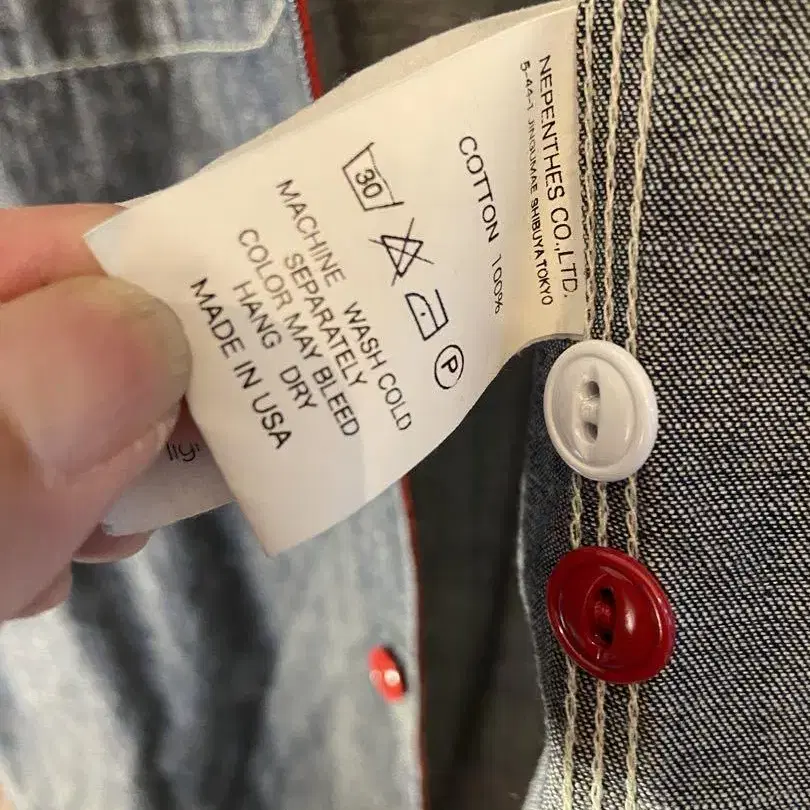 NEPENTHES CO.,LTD.
5-44-1 JINGUMAE SHIBUYA TOKYO
COTTON 100%
30
P
MACHINE WASH COLD
SEPARATELY
COLOR MAY BLEED
HANG DRY
MADE IN USA